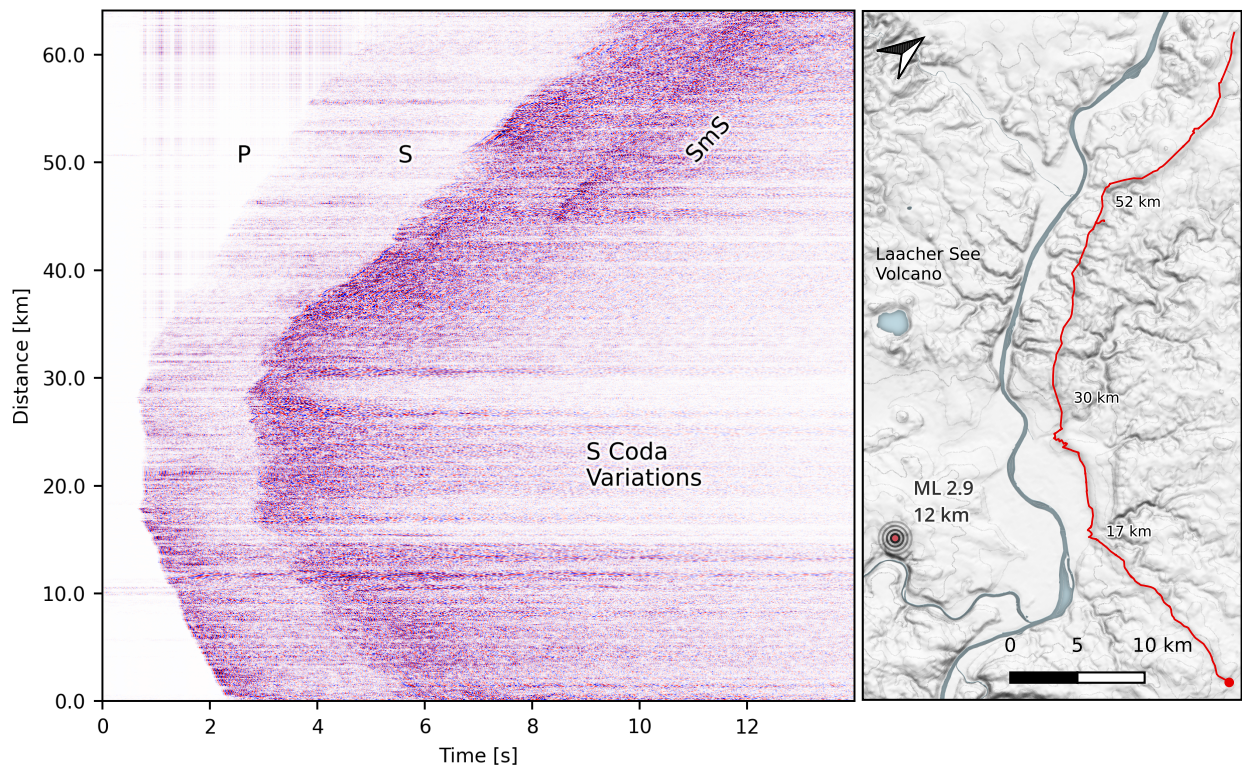 60.0
50.0
40.0
30.0
20.0
10.0
0.0
Distance [km]
0
2
4
6
8
10
12
Time [s]
P
S
SmS
S Coda
Variations
52 km
Laacher See
Volcano
30 km
ML 2.9
12 km
17 km
0 5 10 km